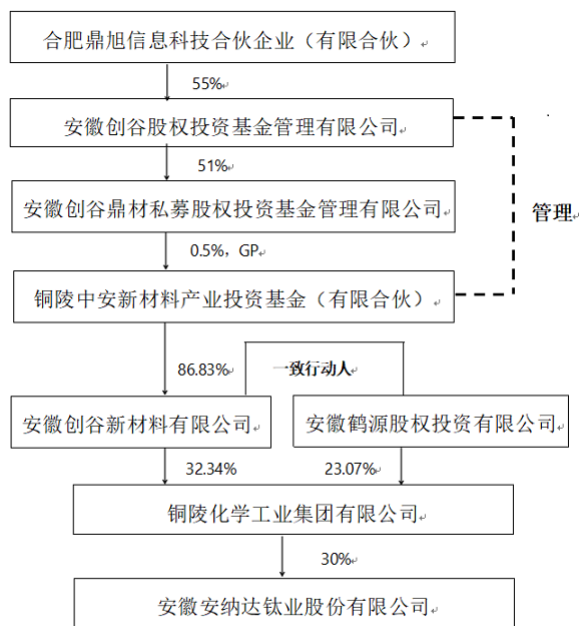 合肥鼎旭信息科技合伙企业（有限合伙）
55%
安徽创谷股权投资基金管理有限公司
51%
安徽创谷鼎材私募股权投资基金管理有限公司
管理
0.5%，GP
铜陵中安新材料产业投资基金（有限合伙）
86.83%
一致行动人
安徽创谷新材料有限公司
安徽鹤源股权投资有限公司
32.34%
23.07%
铜陵化学工业集团有限公司
30%
安徽安纳达钛业股份有限公司